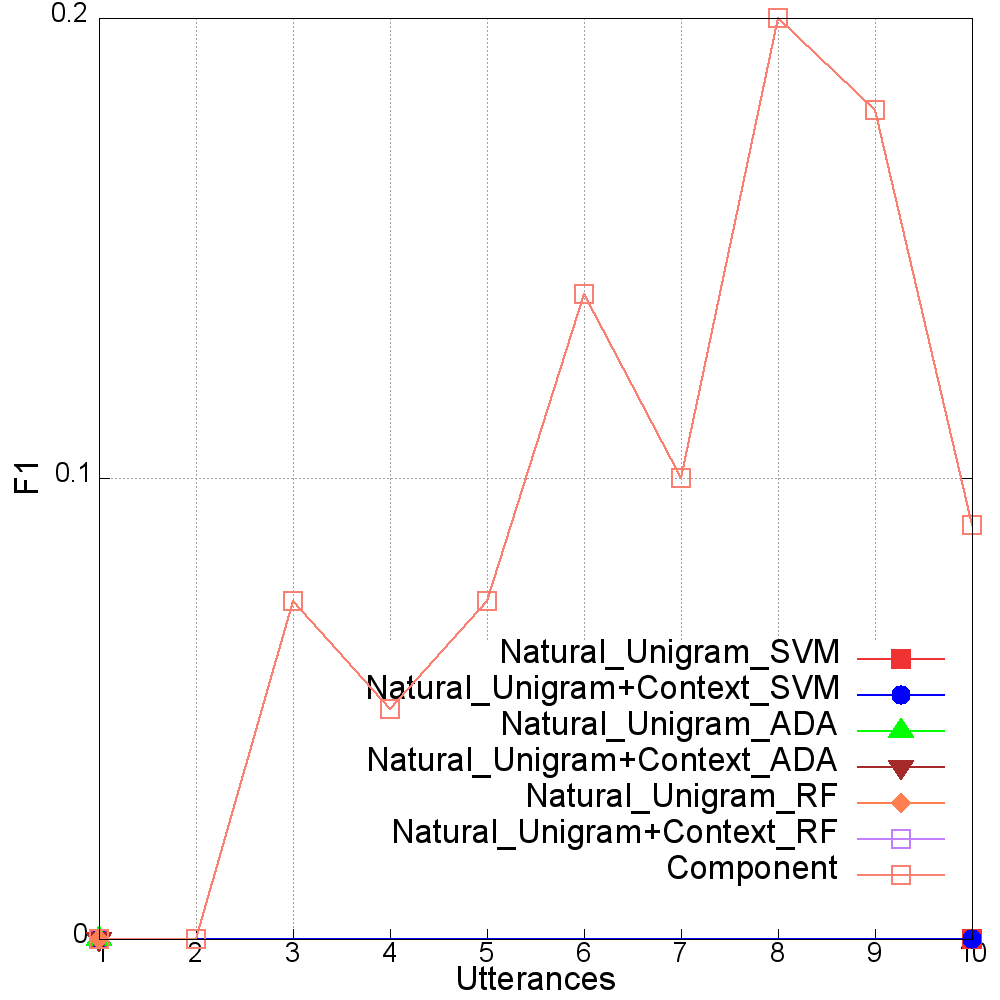 0.2
0.1
0
F1
1 2 3 4 5 6 7 8 9 10
Utterances
Natural_Unigram_SVM
Natural_Unigram+Context_SVM
Natural_Unigram_ADA
Natural_Unigram+Context_ADA
Natural_Unigram_RF
Natural_Unigram+Context_RF
Component